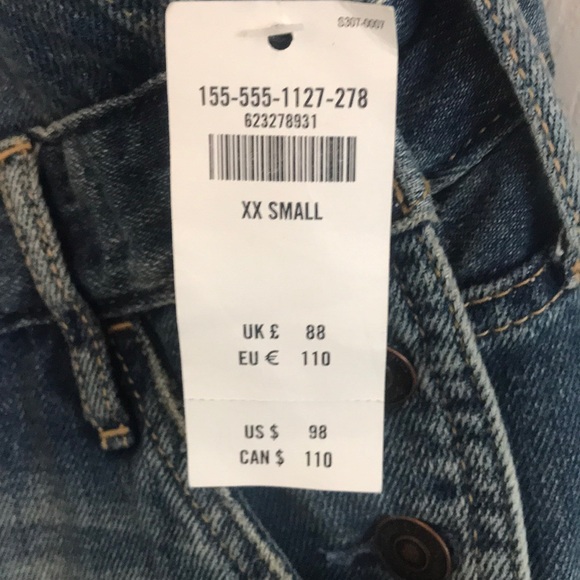 S307-0007
155-555-1127-278
623278931
XX SMALL
UK £ 88
EU € 110
US $ 98
CAN $ 110